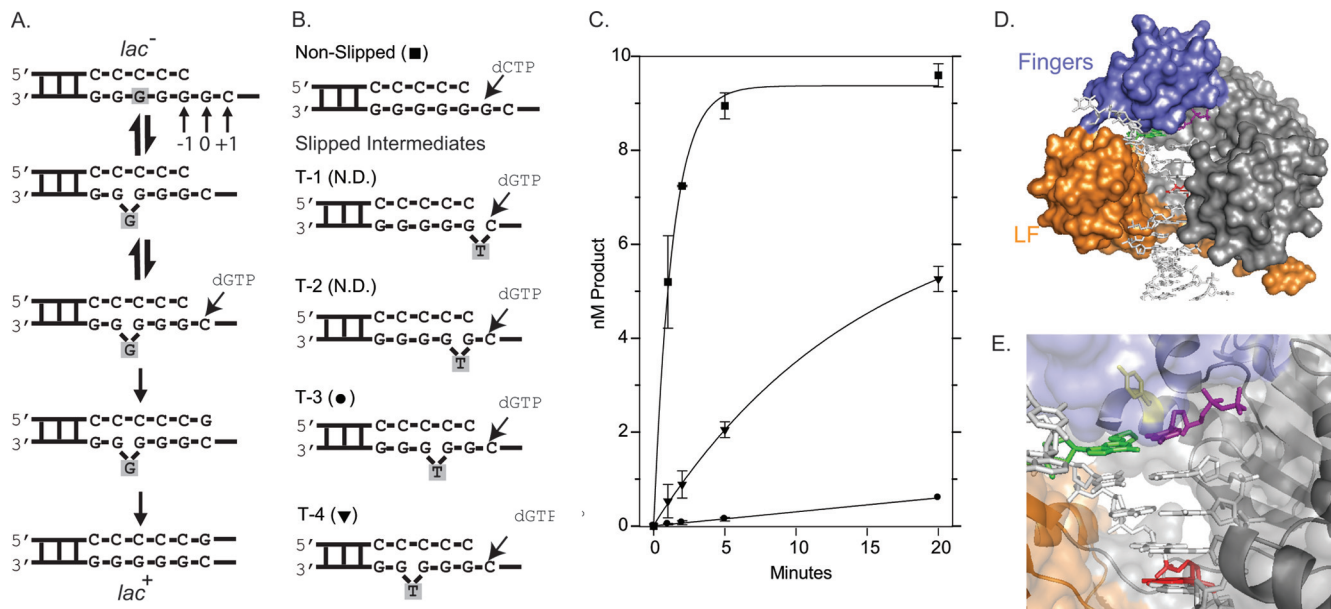 A.
lac⁻
5′ C-C-C-C-C
3′ G-G-G-G-G-G-C
-1 0 +1
5′ C-C-C-C-C
3′ G-G G-G-G-C
G
dGTP
5′ C-C-C-C-C
3′ G-G G-G-G-C
G
5′ C-C-C-C-C-G
3′ G-G G-G-G-C
G
5′ C-C-C-C-C-G
3′ G-G-G-G-G-C
lac⁺
B.
Non-Slipped (■)
dCTP
5′ C-C-C-C-C
3′ G-G-G-G-G-G-C
Slipped Intermediates
T-1 (N.D.)
dGTP
5′ C-C-C-C-C
3′ G-G-G-G-G C
T
T-2 (N.D.)
dGTP
5′ C-C-C-C-C
3′ G-G-G-G G-C
T
T-3 (●)
dGTP
5′ C-C-C-C-C
3′ G-G-G G-G-C
T
T-4 (▼)
dGTP
5′ C-C-C-C-C
3′ G-G G-G-G-C
T
C.
10
8
6
4
2
0
nM Product
0 5 10 15 20
Minutes
D.
Fingers
LF
E.